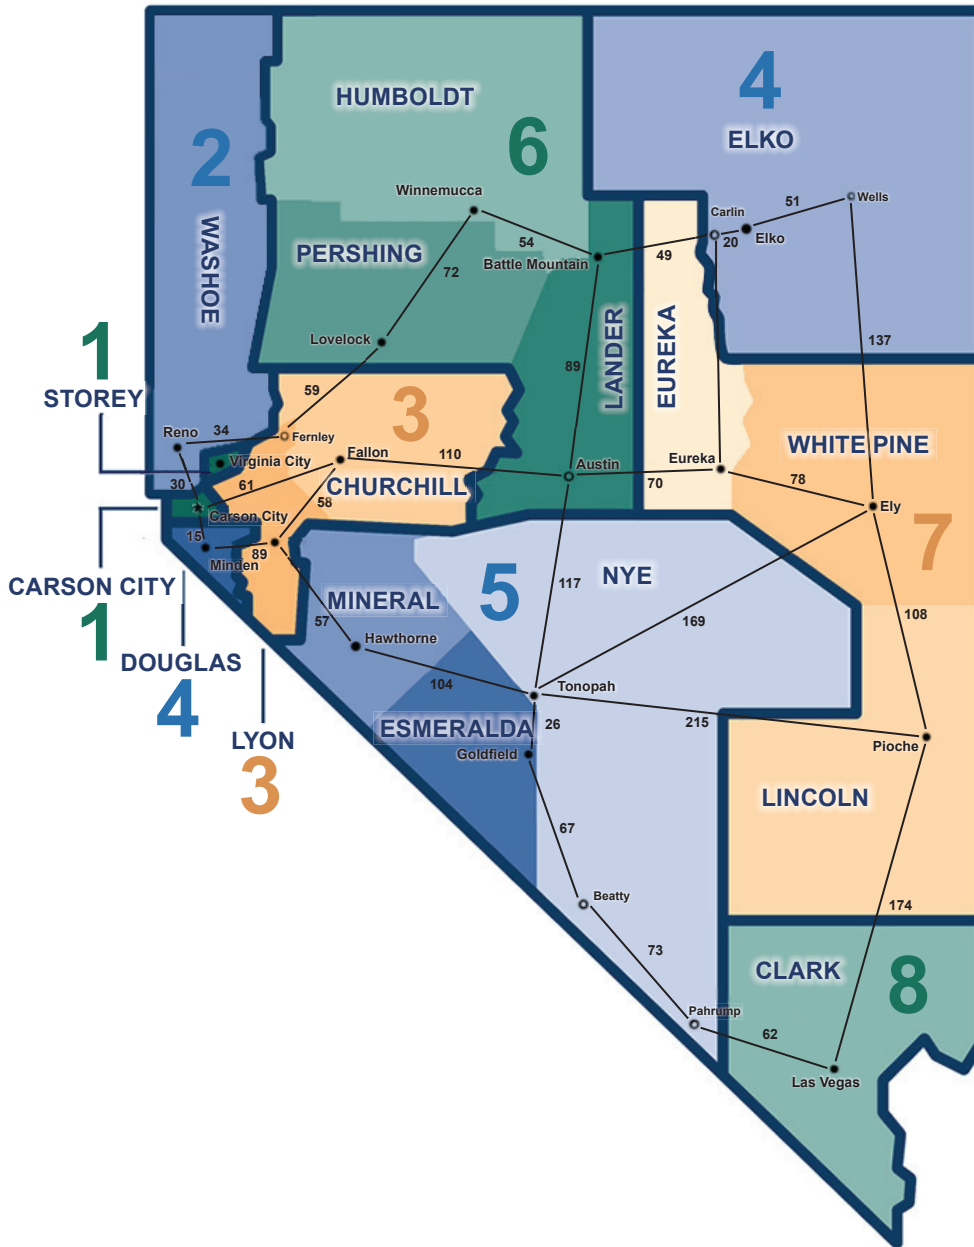 4
HUMBOLDT
6
ELKO
2
Winnemucca
51
Wells
Carlin
20
Elko
WASHOE
PERSHING
54
49
Battle Mountain
72
EUREKA
LANDER
1
Lovelock
137
89
STOREY
59
3
Reno
34
Fernley
WHITE PINE
Fallon
110
Virginia City
Austin
Eureka
30
61
CHURCHILL
70
78
58
Carson City
Ely
15
Minden
89
7
CARSON CITY
1
MINERAL
5
NYE
117
57
169
108
Hawthorne
DOUGLAS
4
104
Tonopah
LYON
3
ESMERALDA
26
215
Goldfield
Pioche
LINCOLN
67
Beatty
174
73
CLARK
8
Pahrump
62
Las Vegas